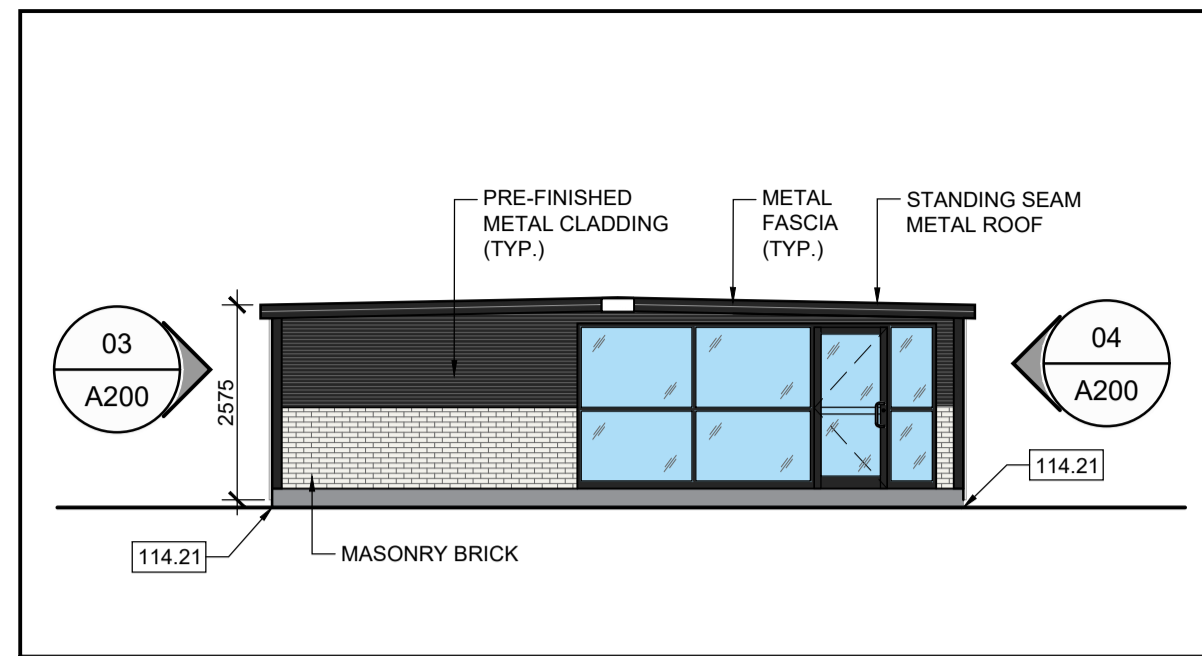 PRE-FINISHED
METAL CLADDING
(TYP.)
METAL
FASCIA
(TYP.)
STANDING SEAM
METAL ROOF
03
A200
2575
04
A200
114.21
114.21
MASONRY BRICK